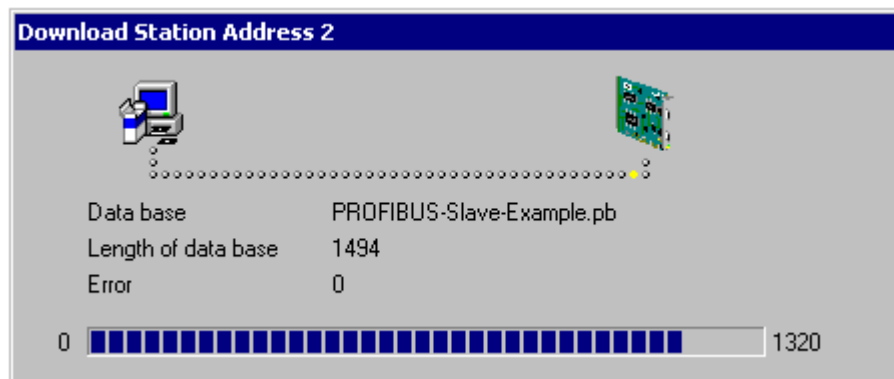 Download Station Address 2
Data base PROFIBUS-Slave-Example.pb
Length of data base 1494
Error 0
0 1320